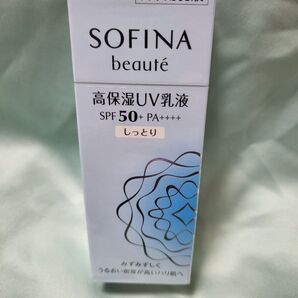 SOFINA
beauté
高保湿UV乳液
SPF50+ PA++++
しっとり
みずみずしく
うるおい密度が高いハリ肌へ